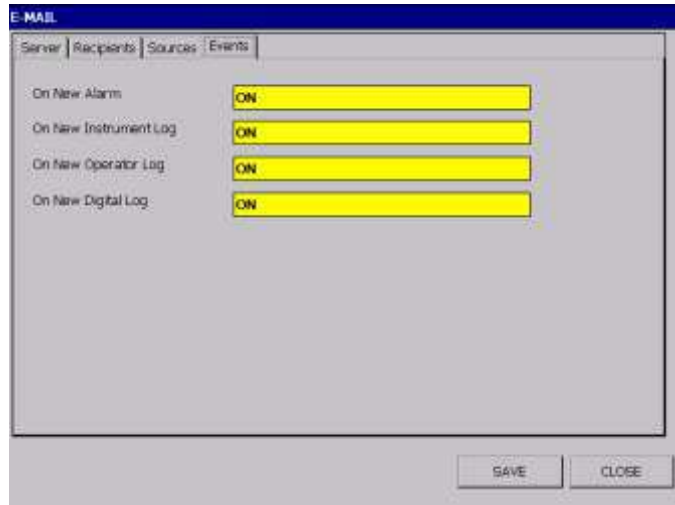 E-MAIL
Server Recipients Sources Events
On New Alarm ON
On New Instrument Log ON
On New Operator Log ON
On New Digital Log ON
SAVE CLOSE